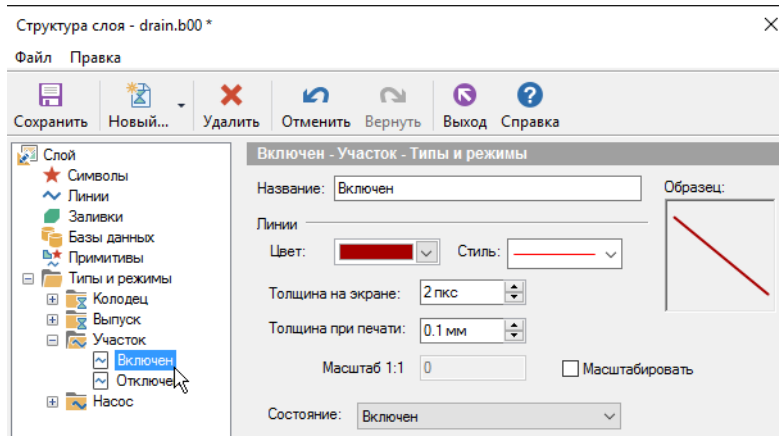 Структура слоя - drain.b00 *
Файл Правка
Сохранить Новый... Удалить Отменить Вернуть Выход Справка
Слой
Символы
Линии
Заливки
Базы данных
Примитивы
Типы и режимы
Колодец
Выпуск
Участок
Включен
Отключе
Насос
Включен - Участок - Типы и режимы
Название: Включен
Образец:
Линии
Цвет: Стиль:
Толщина на экране: 2 пкс
Толщина при печати: 0.1 мм
Масштаб 1:1 0 Масштабировать
Состояние: Включен